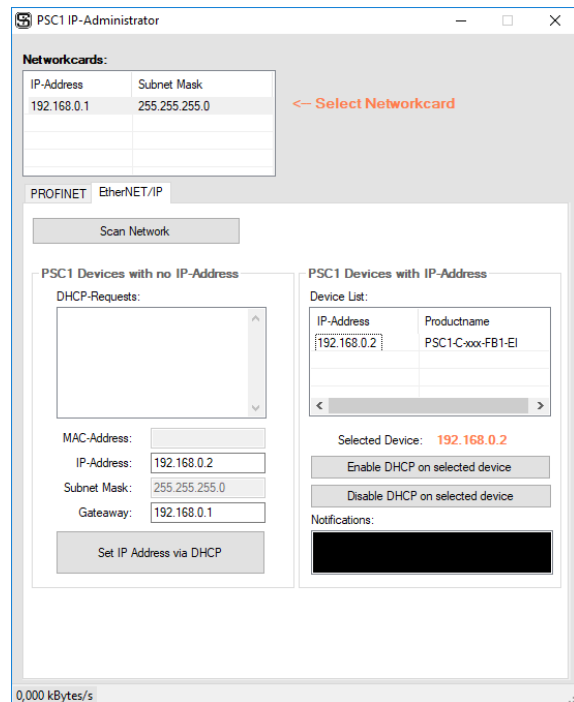 PSC1 IP-Administrator
Networkcards:
IP-Address Subnet Mask
192.168.0.1 255.255.255.0
<-- Select Networkcard
PROFINET EtherNET/IP
Scan Network
PSC1 Devices with no IP-Address
DHCP-Requests:
MAC-Address:
IP-Address: 192.168.0.2
Subnet Mask: 255.255.255.0
Gateaway: 192.168.0.1
Set IP Address via DHCP
PSC1 Devices with IP-Address
Device List:
IP-Address Productname
192.168.0.2 PSC1-C-xxx-FB1-EI
Selected Device: 192.168.0.2
Enable DHCP on selected device
Disable DHCP on selected device
Notifications:
0,000 kBytes/s